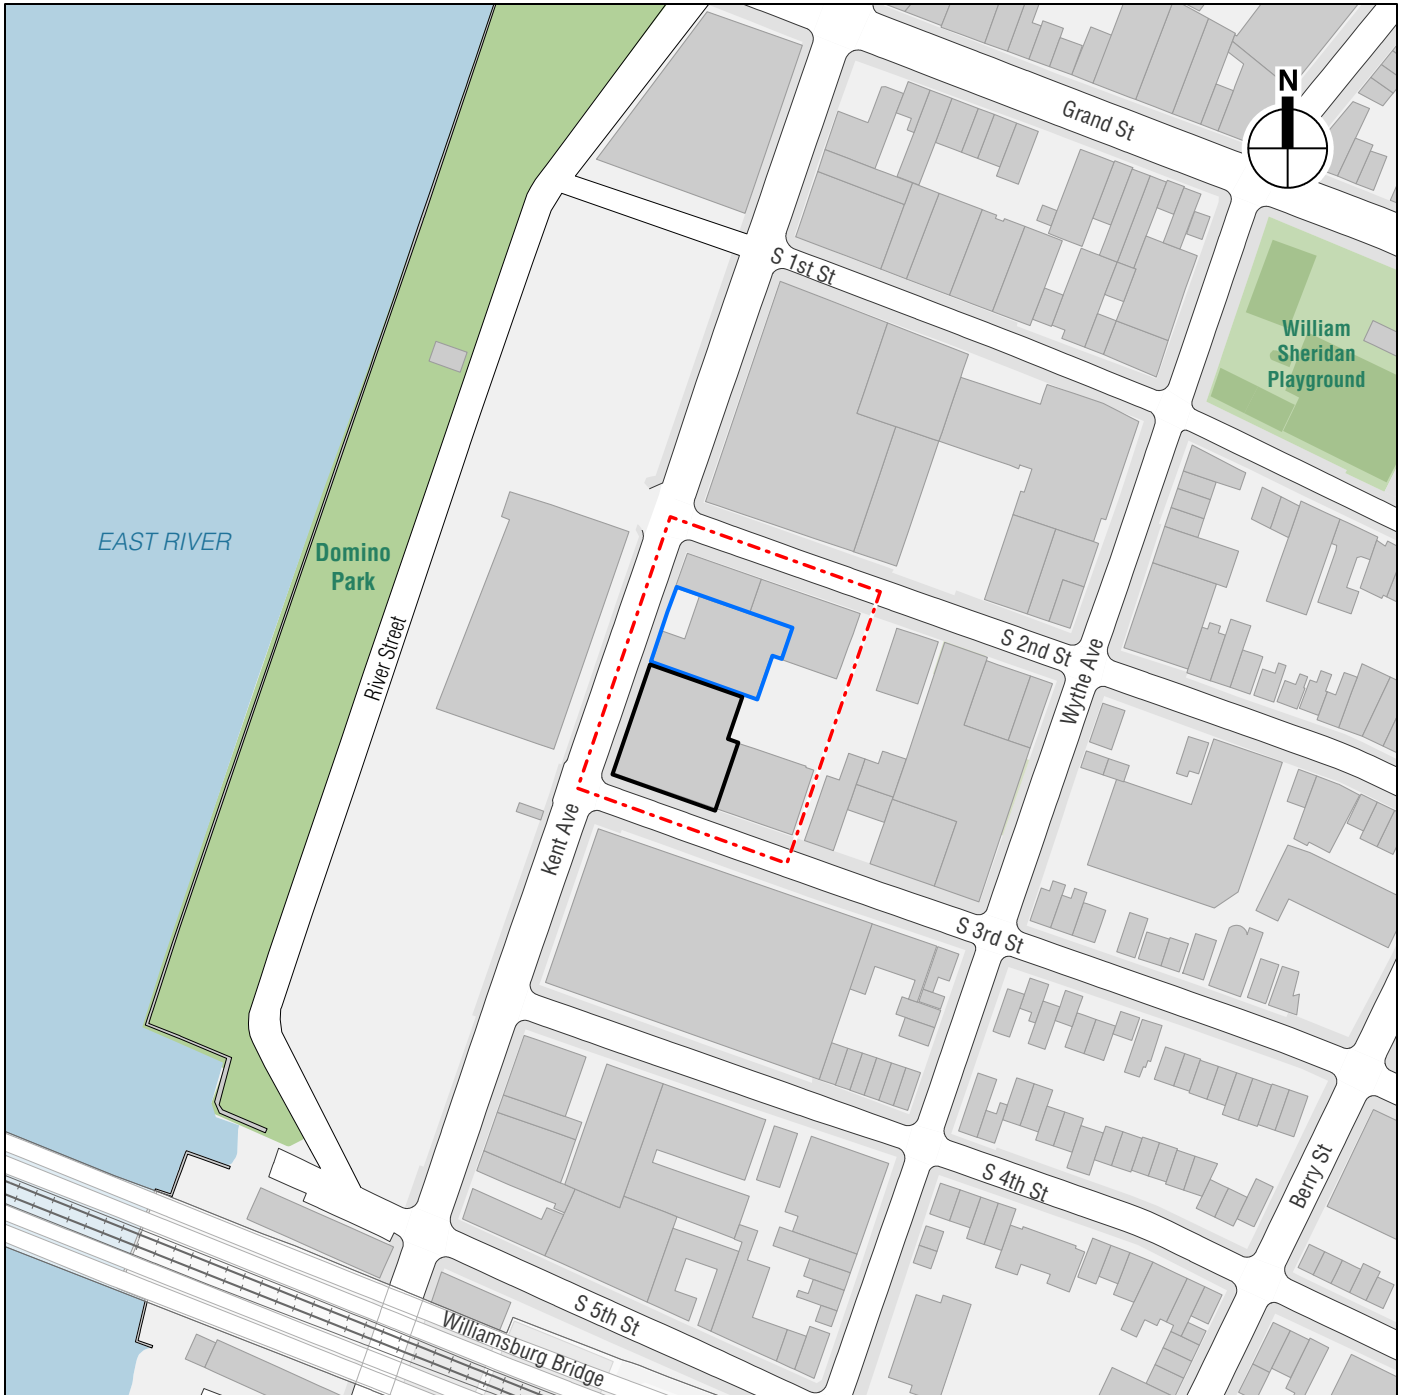 Grand St
N
S 1st St
William
Sheridan
Playground
EAST RIVER
Domino
Park
River Street
S 2nd St
Wythe Ave
Kent Ave
S 3rd St
S 4th St
Berry St
S 5th St
Williamsburg Bridge